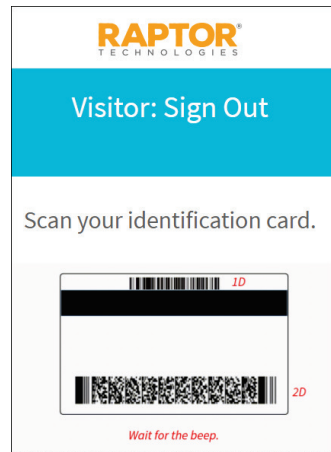 RAPTOR®
TECHNOLOGIES
Visitor: Sign Out
Scan your identification card.
1D
2D
Wait for the beep.